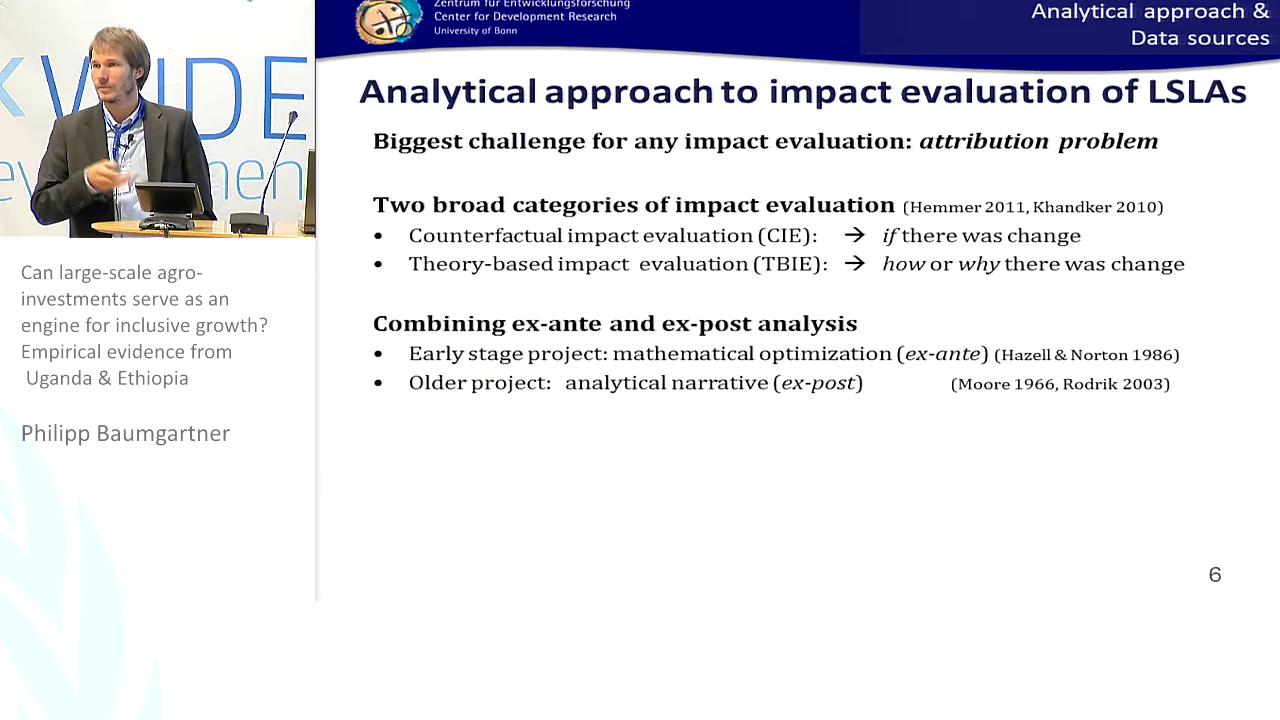 Zentrum für Entwicklungsforschung
Center for Development Research
University of Bonn
Analytical approach &
Data sources
Analytical approach to impact evaluation of LSLAs
Biggest challenge for any impact evaluation: attribution problem
Two broad categories of impact evaluation (Hemmer 2011, Khandker 2010)
• Counterfactual impact evaluation (CIE): → if there was change
• Theory-based impact evaluation (TBIE): → how or why there was change
Combining ex-ante and ex-post analysis
• Early stage project: mathematical optimization (ex-ante) (Hazell & Norton 1986)
• Older project: analytical narrative (ex-post) (Moore 1966, Rodrik 2003)
6
Can large-scale agro-
investments serve as an
engine for inclusive growth?
Empirical evidence from
Uganda & Ethiopia
Philipp Baumgartner